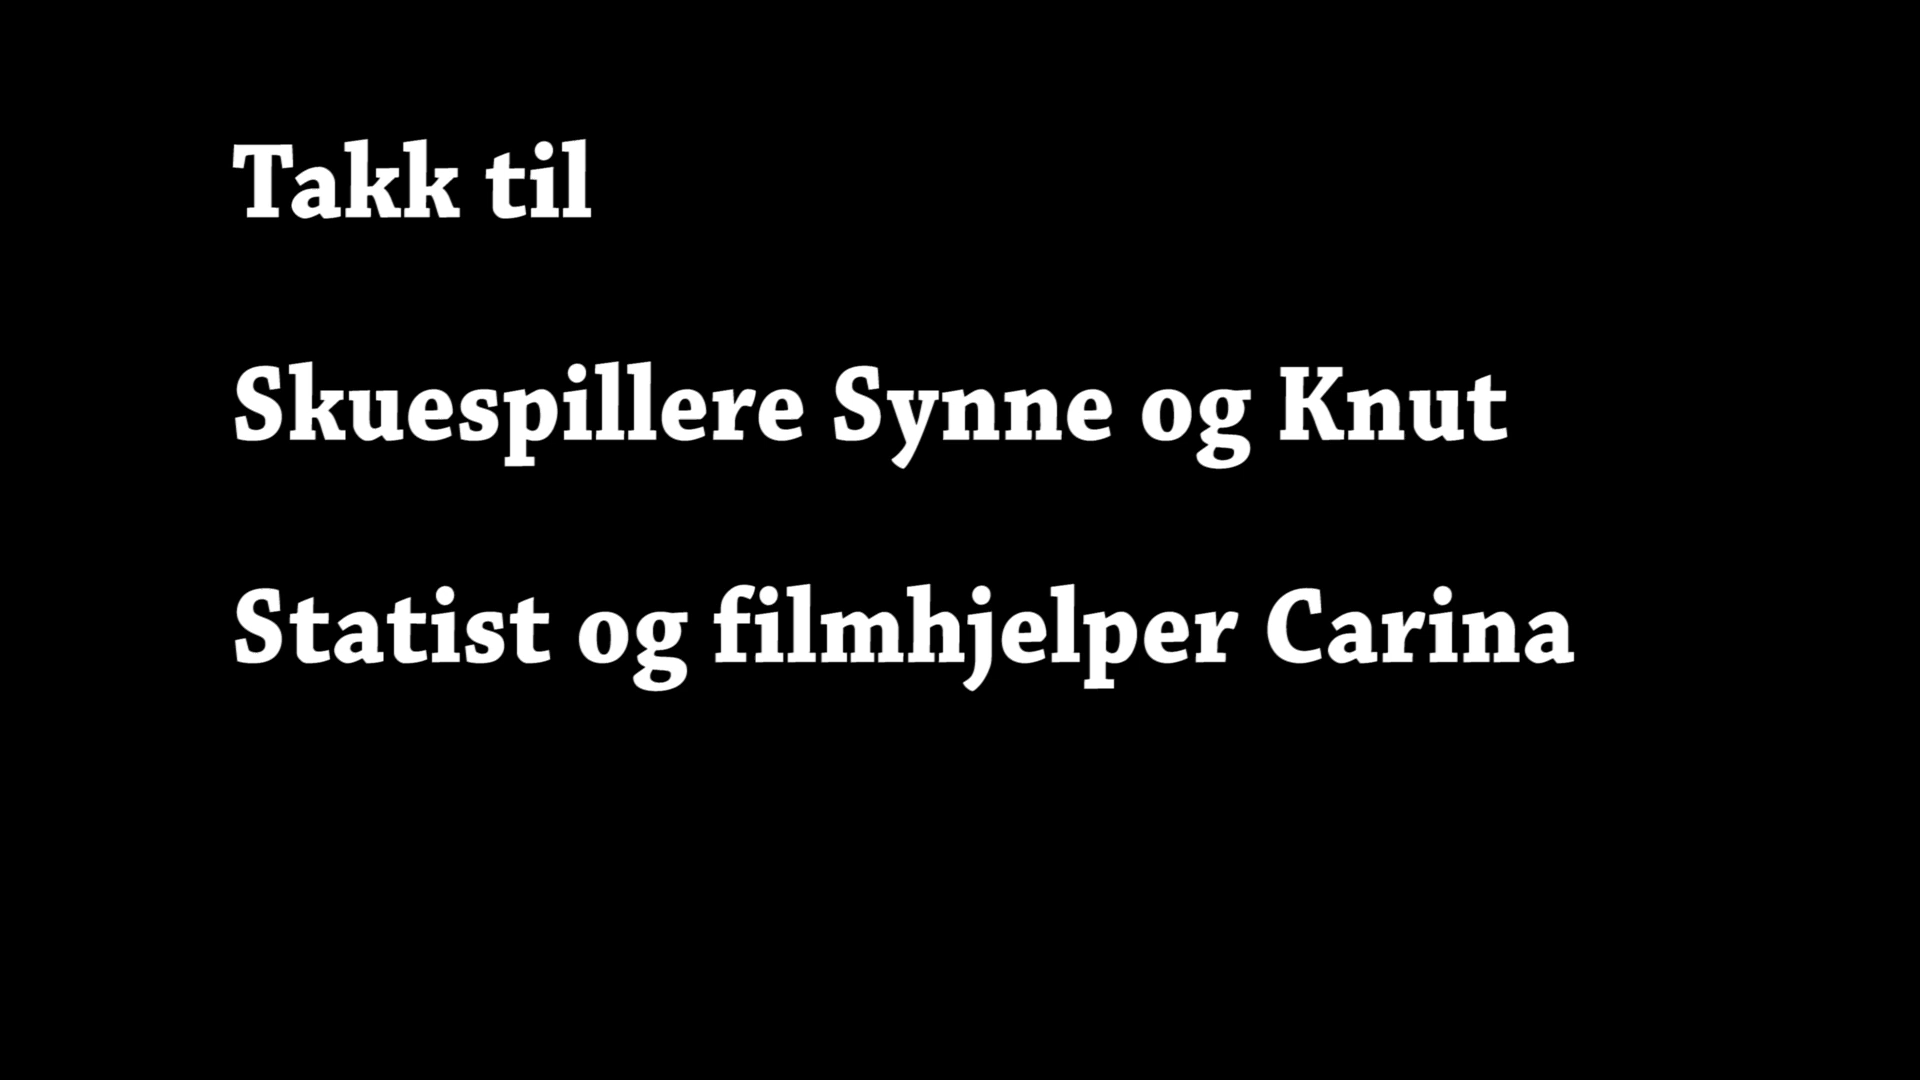 Takk til
Skuespillere Synne og Knut
Statist og filmhjelper Carina